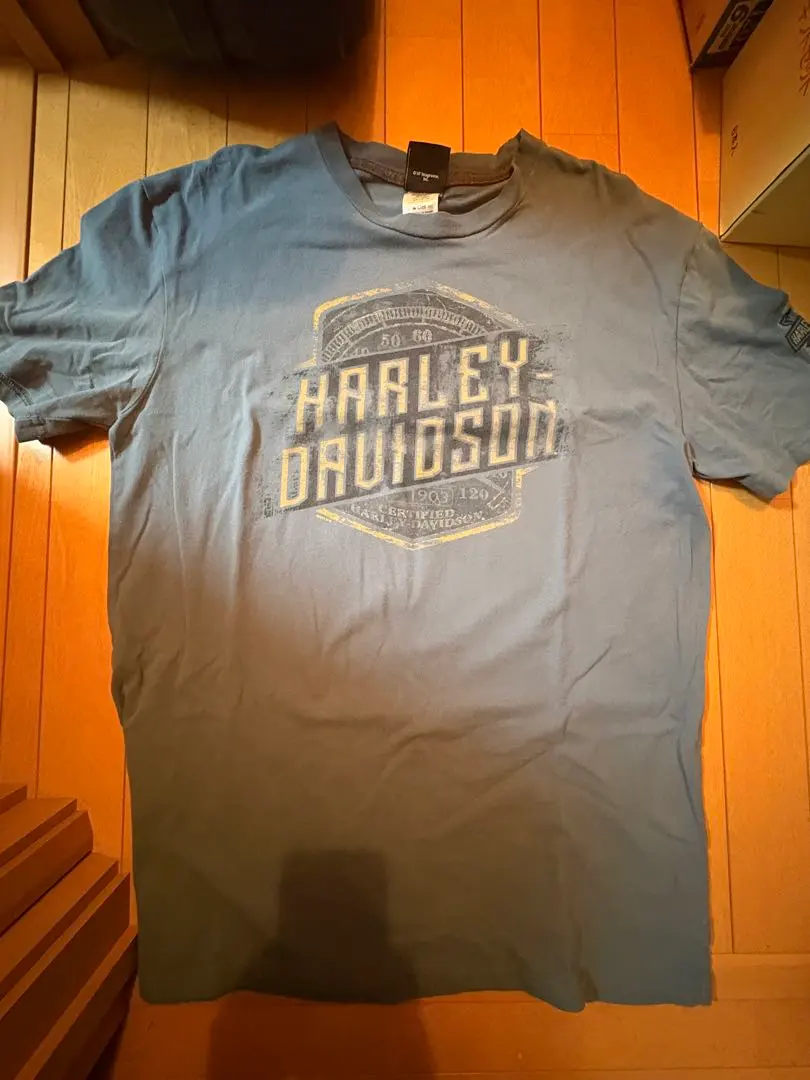 50 60
HARLEY-
DAVIDSON
1903 120
CERTIFIED
HARLEY-DAVIDSON